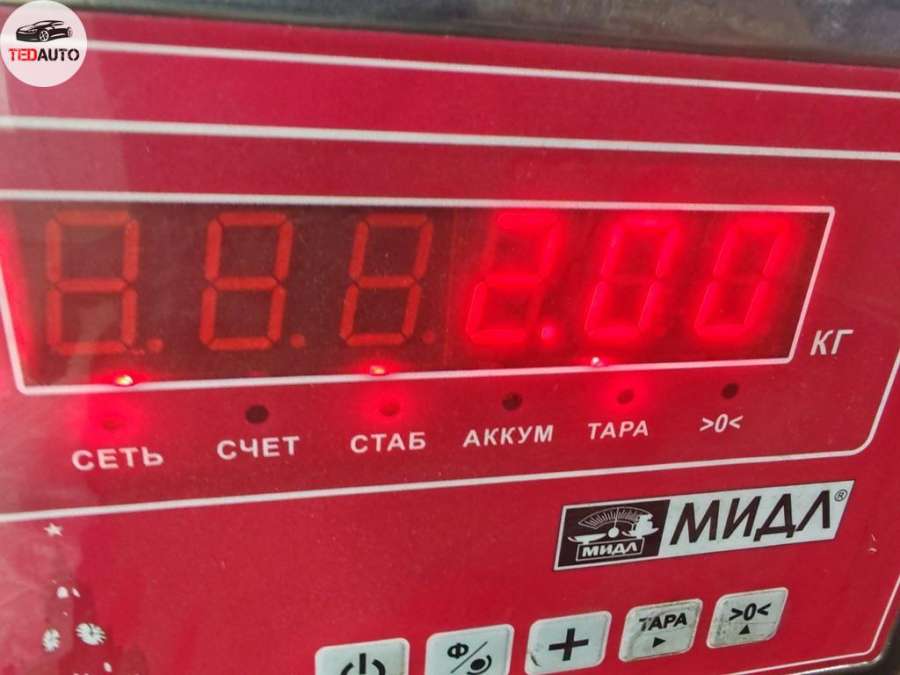 TEDAUTO
2.00
КГ
СЕТЬ СЧЕТ СТАБ АККУМ ТАРА >0<
МИДЛ МИДЛ®
Ф/ + ТАРА >0<